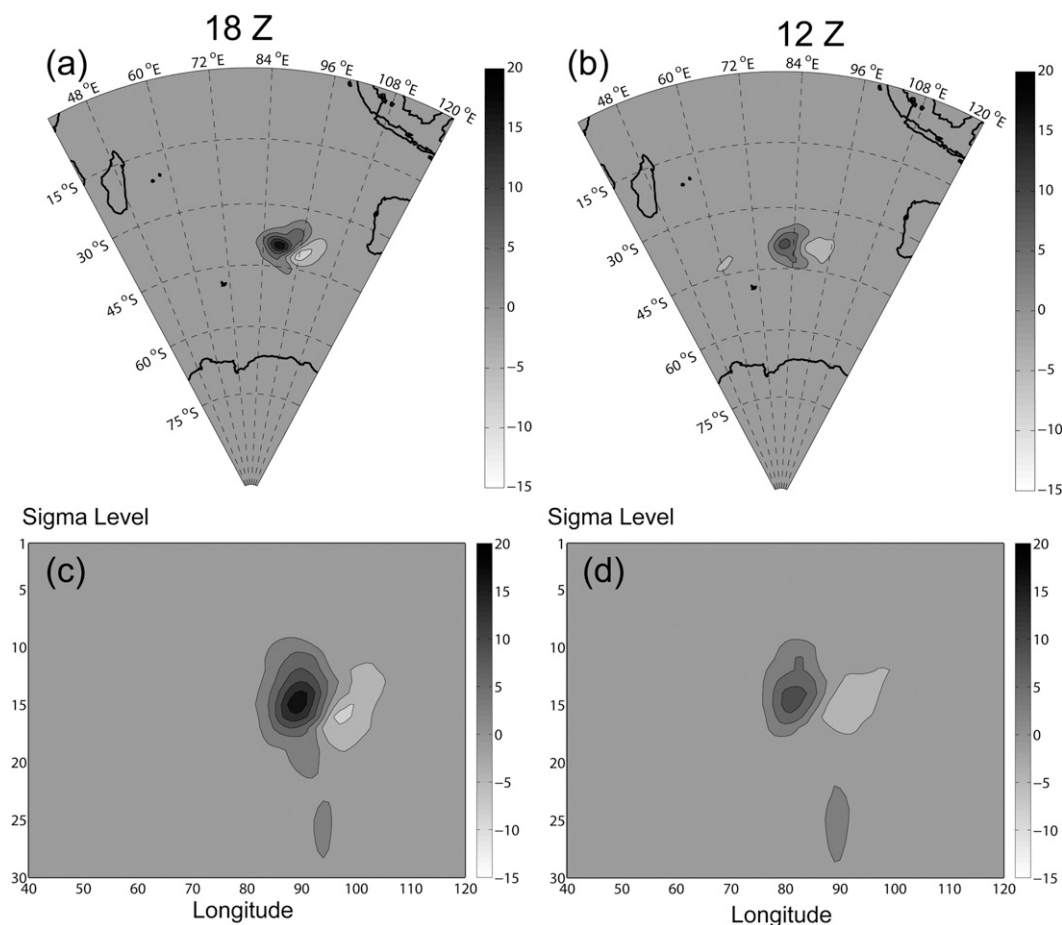 18 Z
12 Z
(a)
48 °E
60 °E
72 °E
84 °E
96 °E
108 °E
120 °E
15 °S
30 °S
45 °S
60 °S
75 °S
20
15
10
5
0
−5
−10
−15
(b)
48 °E
60 °E
72 °E
84 °E
96 °E
108 °E
120 °E
15 °S
30 °S
45 °S
60 °S
75 °S
20
15
10
5
0
−5
−10
−15
Sigma Level
(c)
1
5
10
15
20
25
30
40 50 60 70 80 90 100 110 120
Longitude
20
15
10
5
0
−5
−10
−15
Sigma Level
(d)
1
5
10
15
20
25
30
40 50 60 70 80 90 100 110 120
Longitude
20
15
10
5
0
−5
−10
−15